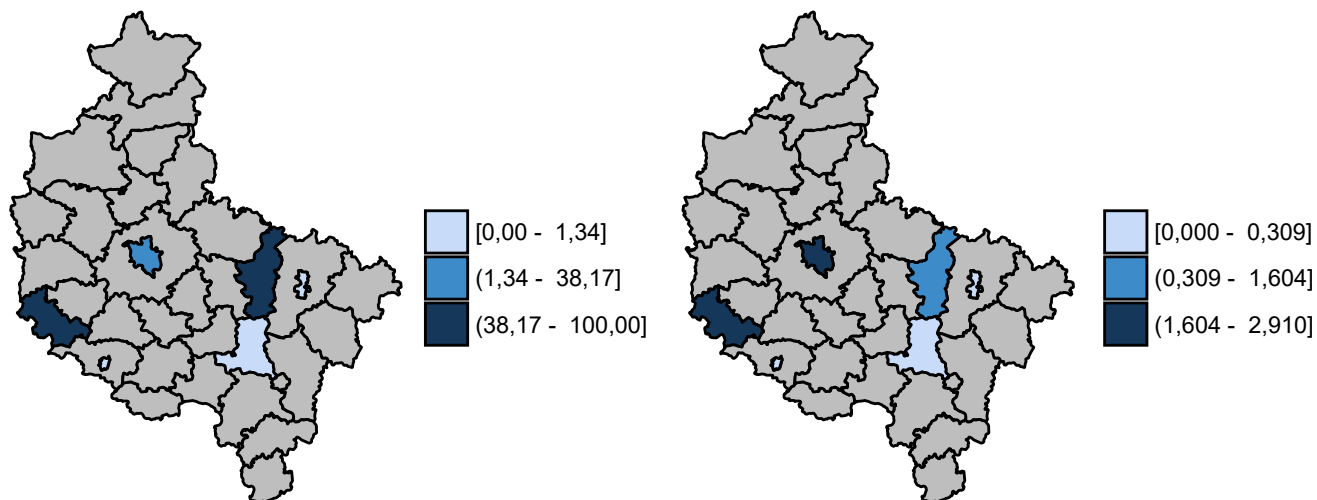 [0,00 - 1,34]
(1,34 - 38,17]
(38,17 - 100,00]
[0,000 - 0,309]
(0,309 - 1,604]
(1,604 - 2,910]